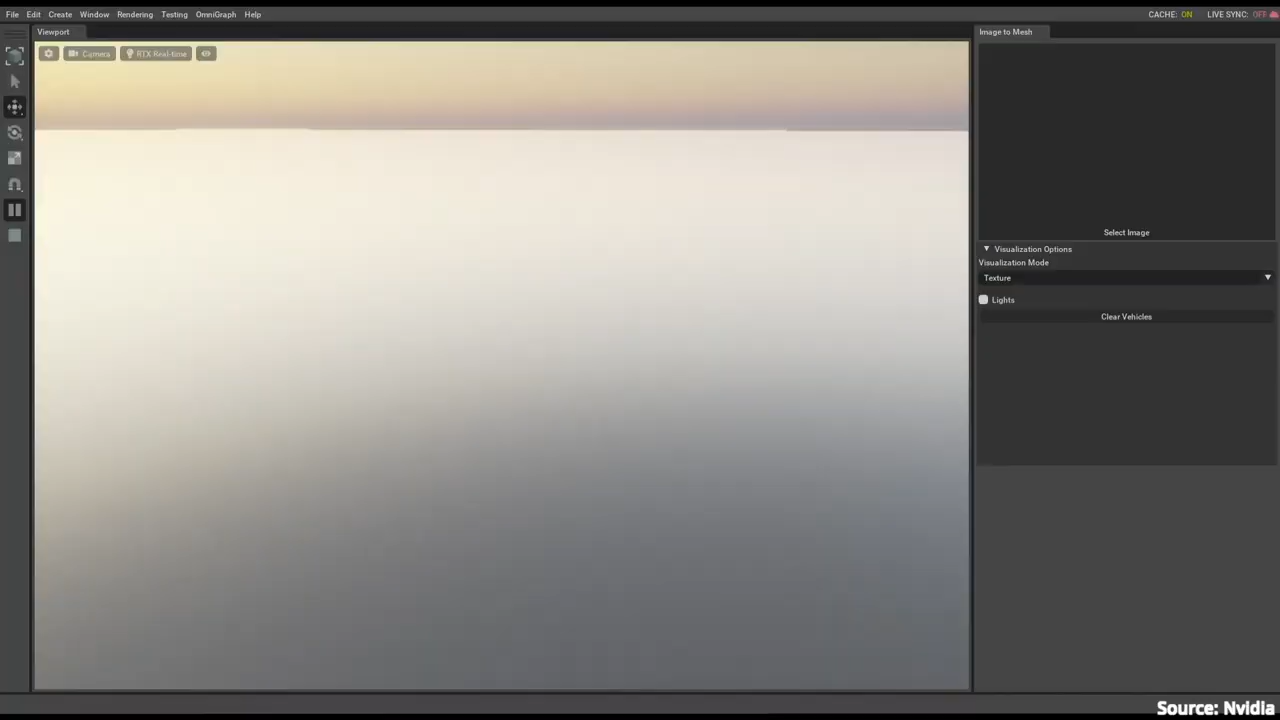 File Edit Create Window Rendering Testing OmniGraph Help
CACHE: ON LIVE SYNC: OFF
Viewport
Camera RTX Real-time
Image to Mesh
Select Image
Visualization Options
Visualization Mode
Texture
Lights
Clear Vehicles
Source: Nvidia